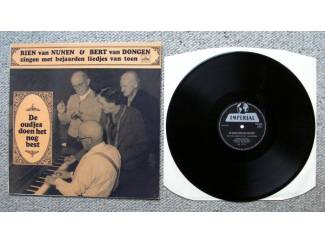 RIEN van NUNEN & BERT van DONGEN
zingen met bejaarden liedjes van toen
De
oudjes
doen het
nog
best
IMPERIAL